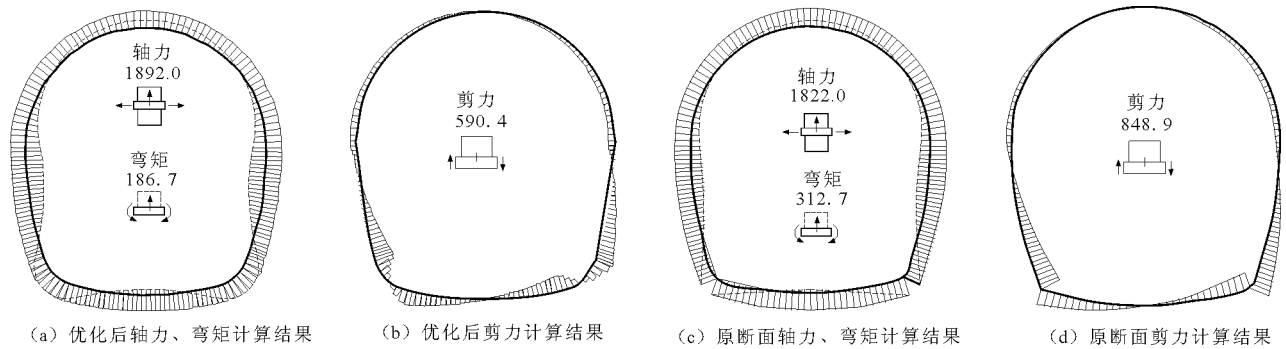 轴力
1892.0
弯矩
186.7
(a) 优化后轴力、弯矩计算结果
剪力
590.4
(b) 优化后剪力计算结果
轴力
1822.0
弯矩
312.7
(c) 原断面轴力、弯矩计算结果
剪力
848.9
(d) 原断面剪力计算结果